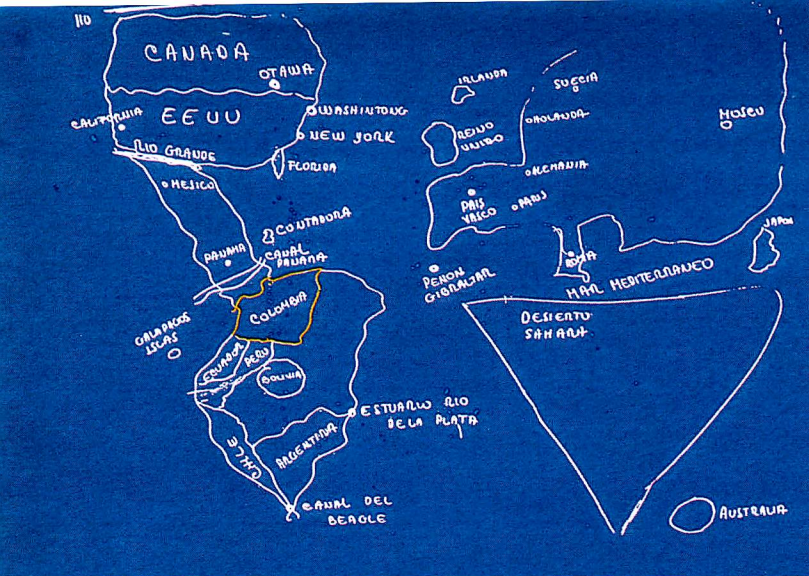 110
CANADA
OTAWA
CALIFORNIA
EEUU
WASHINTONG
NEW YORK
RIO GRANDE
FLORIDA
MEXICO
CONTADORA
PANAMA
CANAL
PANAMA
COLOMBIA
GALAPAGOS
ISLAS
ECUADOR
PERU
BOLIVIA
ESTUARIO RIO
DE LA PLATA
CHILE
ARGENTINA
CANAL DEL
BEAGLE
IRLANDA
SUECIA
HOLANDA
MOSCU
REINO
UNIDO
ALEMANIA
PAIS
VASCO
PARIS
JAPON
PEÑON
GIBRALTAR
MAR MEDITERRANEO
DESIERTO
SAHARA
AUSTRALIA